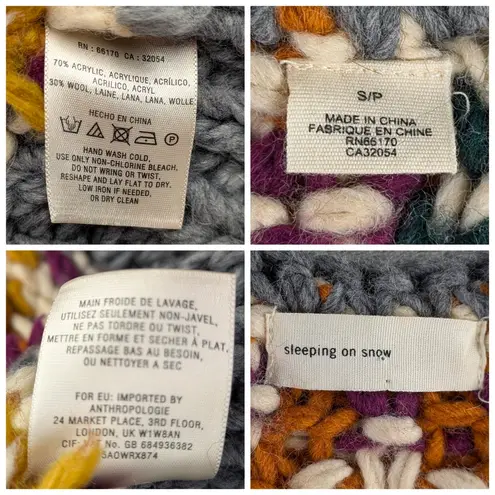 RN : 66170 CA : 32054
70% ACRYLIC, ACRYLIQUE, ACRÍLICO,
ACRILICO, ACRYL
30% WOOL, LAINE, LANA, LANA, WOLLE
HECHO EN CHINA
HAND WASH COLD,
USE ONLY NON-CHLORINE BLEACH.
DO NOT WRING OR TWIST,
RESHAPE AND LAY FLAT TO DRY.
LOW IRON IF NEEDED,
OR DRY CLEAN
S/P
MADE IN CHINA
FABRIQUE EN CHINE
RN66170
CA32054
MAIN FROIDE DE LAVAGE,
UTILISEZ SEULEMENT NON-JAVEL,
NE PAS TORDRE OU TWIST,
METTRE EN FORME ET SECHER À PLAT,
REPASSAGE BAS AU BESOIN,
OU NETTOYER A SEC
FOR EU: IMPORTED BY
ANTHROPOLOGIE
24 MARKET PLACE, 3RD FLOOR,
LONDON, UK W1W8AN
No. GB 684936382
sleeping on snow